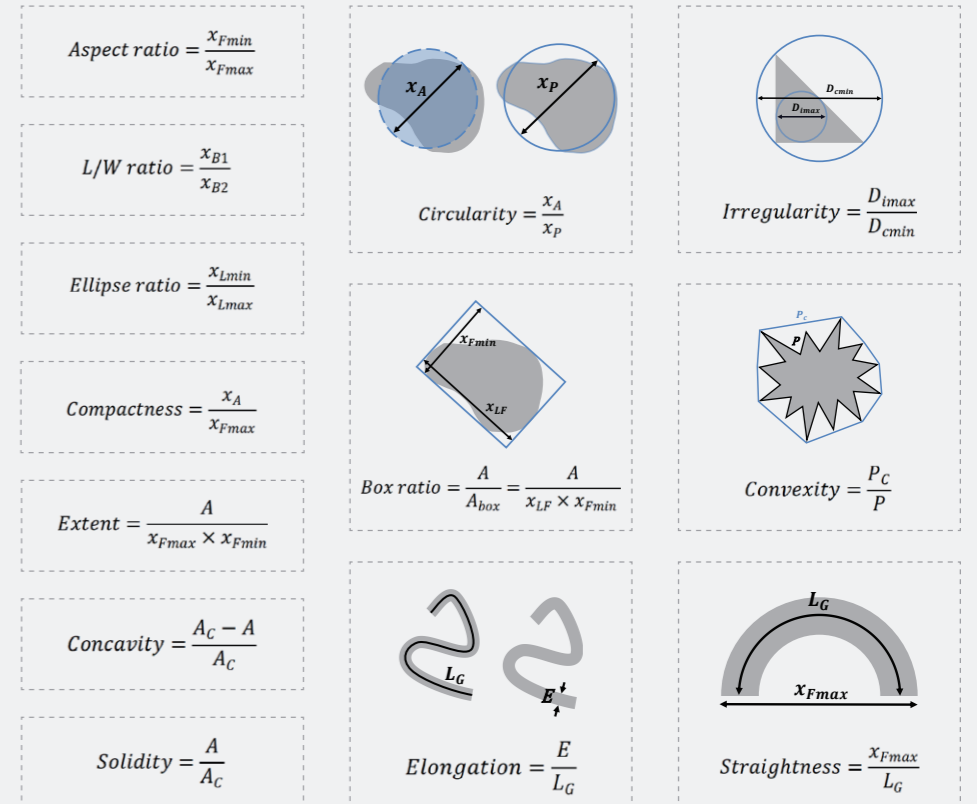 Aspect ratio = x_Fmin / x_Fmax
L/W ratio = x_B1 / x_B2
Ellipse ratio = x_Lmin / x_Lmax
Compactness = x_A / x_Fmax
Extent = A / x_Fmax × x_Fmin
Concavity = A_C − A / A_C
Solidity = A / A_C
x_A
x_P
Circularity = x_A / x_P
x_Fmin
x_LF
Box ratio = A / A_box = A / x_LF × x_Fmin
L_G
E
Elongation = E / L_G
D_cmin
D_imax
Irregularity = D_imax / D_cmin
P_c
P
Convexity = P_C / P
L_G
x_Fmax
Straightness = x_Fmax / L_G